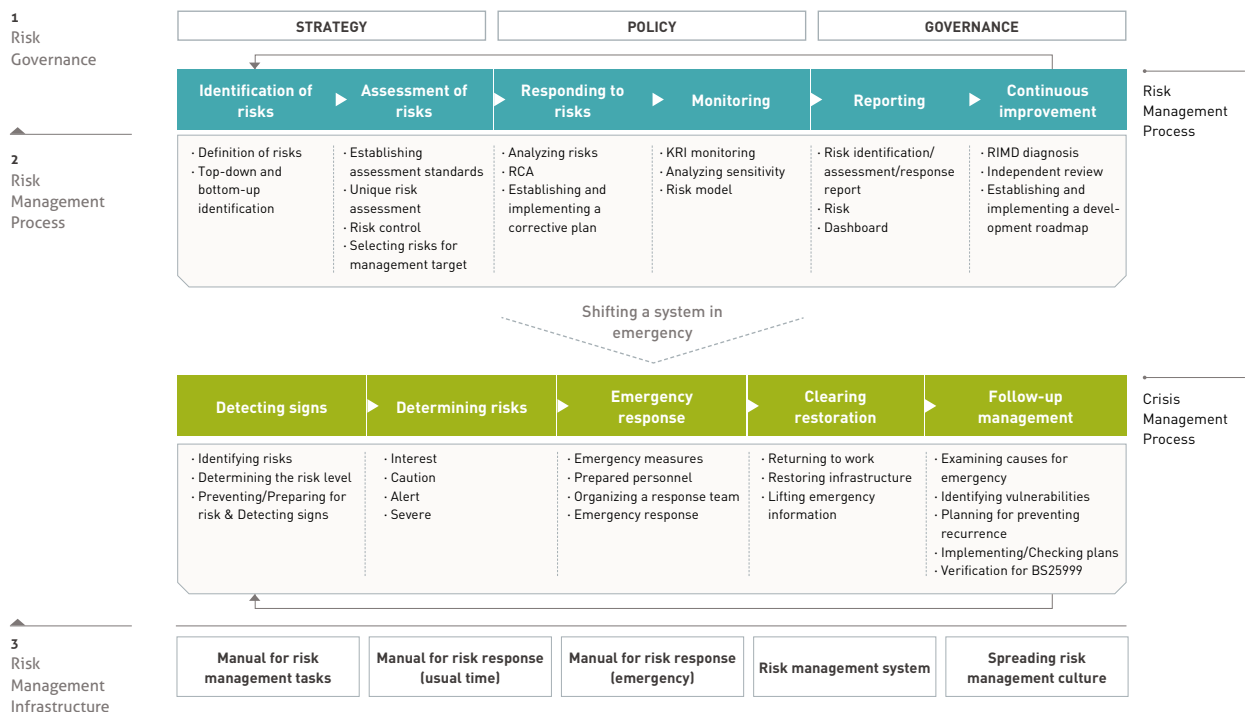 1
Risk
Governance
STRATEGY
POLICY
GOVERNANCE
Identification of
risks
Assessment of
risks
Responding to
risks
Monitoring
Reporting
Continuous
improvement
Risk
Management
Process
2
Risk
Management
Process
· Definition of risks
· Top-down and
bottom-up
identification
· Establishing
assessment standards
· Unique risk
assessment
· Risk control
· Selecting risks for
management target
· Analyzing risks
· RCA
· Establishing and
implementing a
corrective plan
· KRI monitoring
· Analyzing sensitivity
· Risk model
· Risk identification/
assessment/response
report
· Risk
· Dashboard
· RIMD diagnosis
· Independent review
· Establishing and
implementing a devel-
opment roadmap
Shifting a system in
emergency
Detecting signs
Determining risks
Emergency
response
Clearing
restoration
Follow-up
management
Crisis
Management
Process
· Identifying risks
· Determining the risk level
· Preventing/Preparing for
risk & Detecting signs
· Interest
· Caution
· Alert
· Severe
· Emergency measures
· Prepared personnel
· Organizing a response team
· Emergency response
· Returning to work
· Restoring infrastructure
· Lifting emergency
information
· Examining causes for
emergency
· Identifying vulnerabilities
· Planning for preventing
recurrence
· Implementing/Checking plans
· Verification for BS25999
3
Risk
Management
Infrastructure
Manual for risk
management tasks
Manual for risk response
(usual time)
Manual for risk response
(emergency)
Risk management system
Spreading risk
management culture